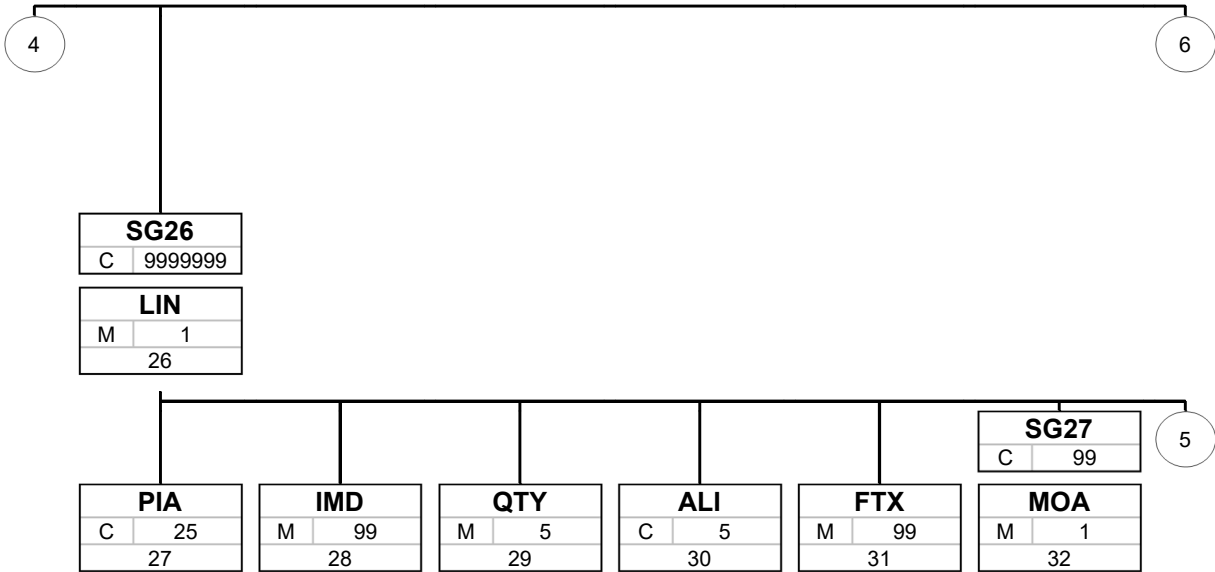 4
6
SG26
C 9999999
LIN
M 1
26
SG27
C 99
5
PIA
C 25
27
IMD
M 99
28
QTY
M 5
29
ALI
C 5
30
FTX
M 99
31
MOA
M 1
32